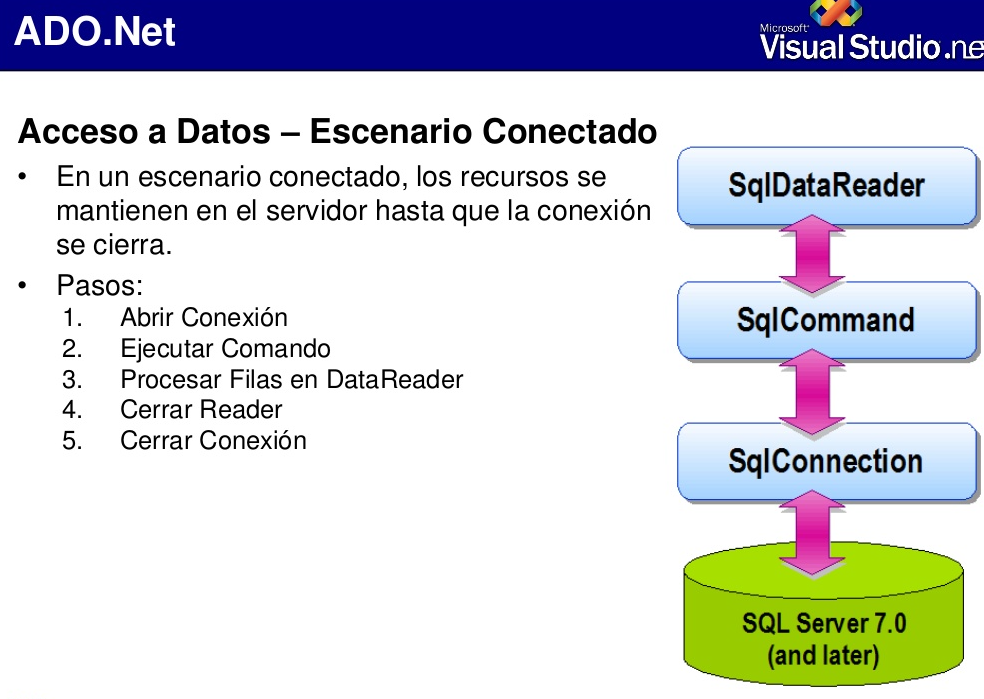 ADO.Net
Microsoft
Visual Studio.ne
Acceso a Datos – Escenario Conectado
• En un escenario conectado, los recursos se
mantienen en el servidor hasta que la conexión
se cierra.
• Pasos:
1. Abrir Conexión
2. Ejecutar Comando
3. Procesar Filas en DataReader
4. Cerrar Reader
5. Cerrar Conexión
SqlDataReader
SqlCommand
SqlConnection
SQL Server 7.0
(and later)